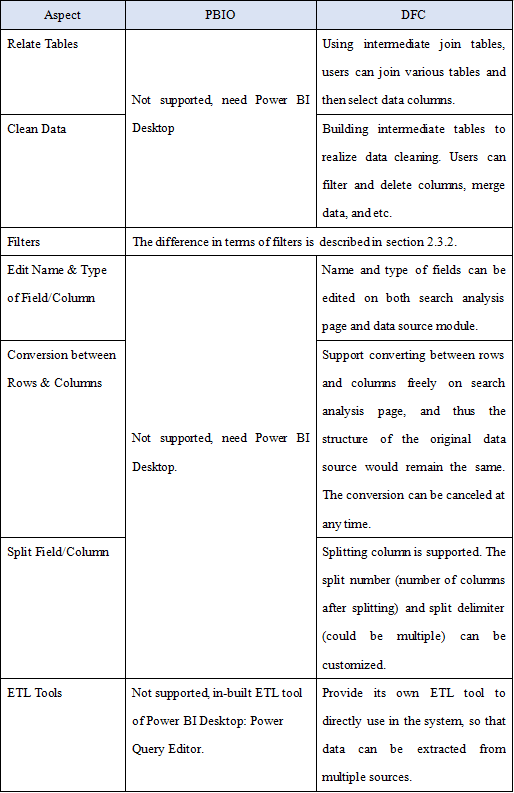 Aspect PBIO DFC
Relate Tables
Not supported, need Power BI
Desktop
Using intermediate join tables,
users can join various tables and
then select data columns.
Clean Data
Building intermediate tables to
realize data cleaning. Users can
filter and delete columns, merge
data, and etc.
Filters The difference in terms of filters is described in section 2.3.2.
Edit Name & Type
of Field/Column
Not supported, need Power BI
Desktop.
Name and type of fields can be
edited on both search analysis
page and data source module.
Conversion between
Rows & Columns
Support converting between rows
and columns freely on search
analysis page, and thus the
structure of the original data
source would remain the same.
The conversion can be canceled at
any time.
Split Field/Column
Splitting column is supported. The
split number (number of columns
after splitting) and split delimiter
(could be multiple) can be
customized.
ETL Tools
Not supported, in-built ETL tool
of Power BI Desktop: Power
Query Editor.
Provide its own ETL tool to
directly use in the system, so that
data can be extracted from
multiple sources.